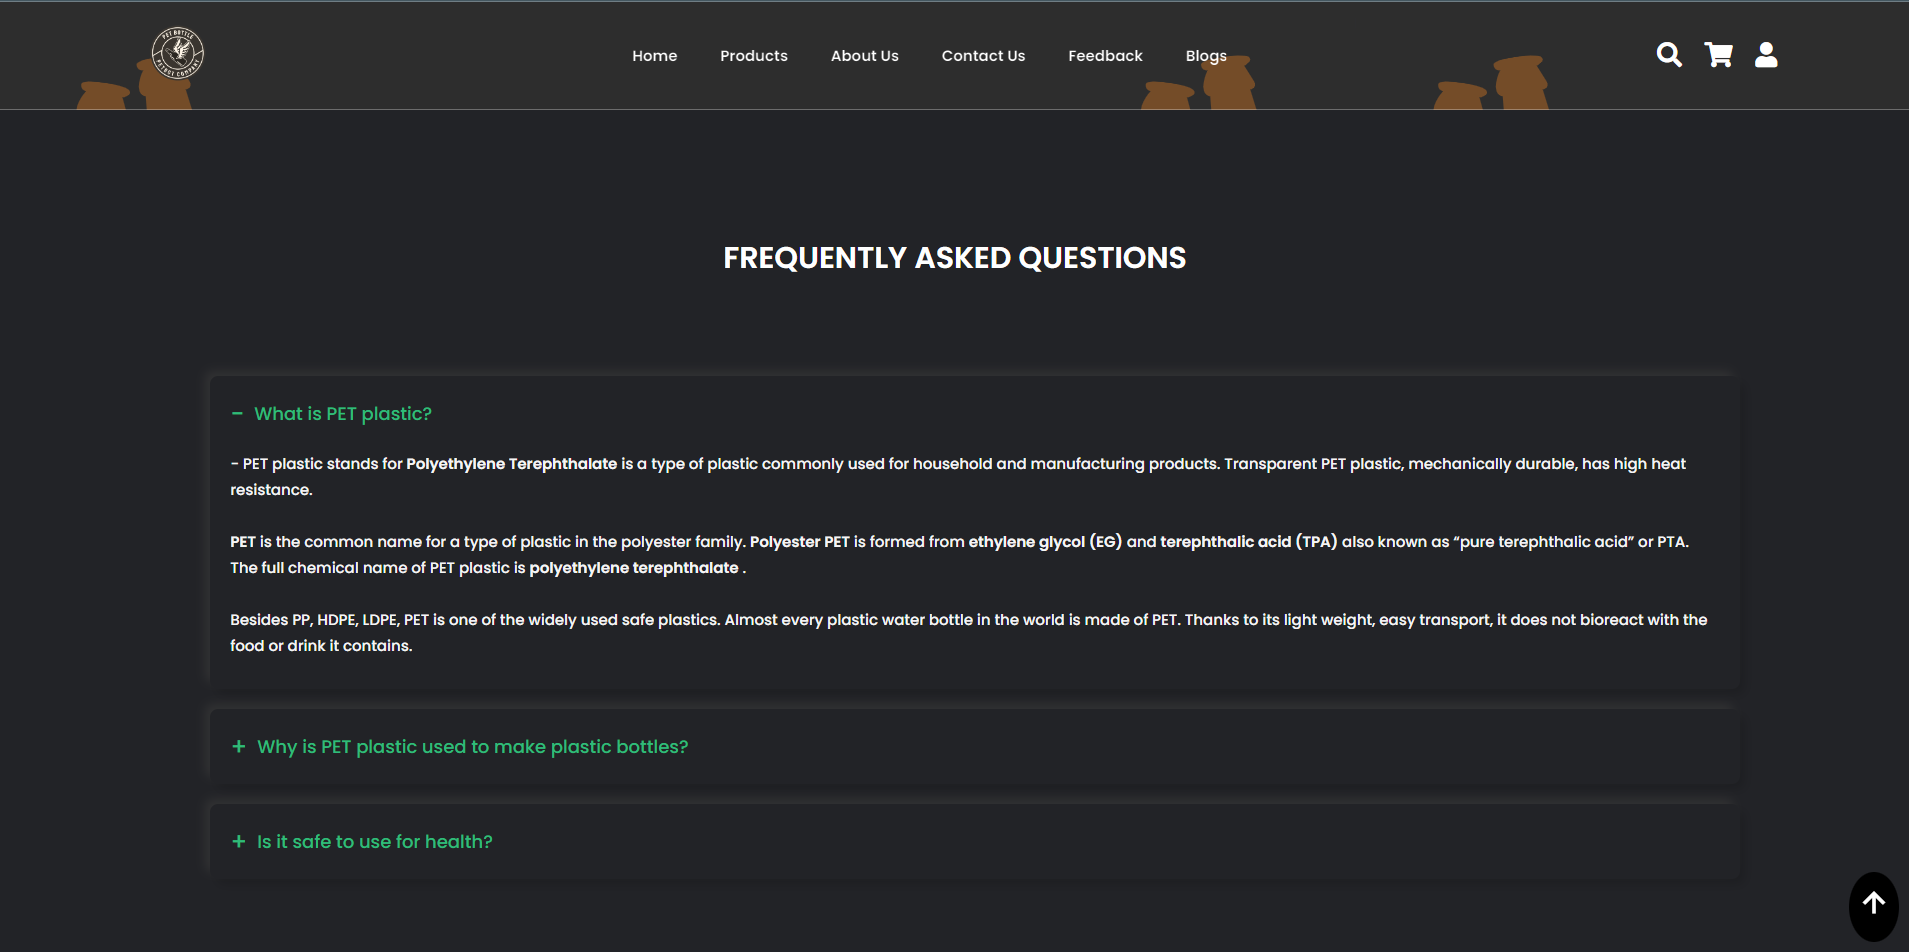 PET BOTTLE
PETPCT COMPANY
Home Products About Us Contact Us Feedback Blogs
FREQUENTLY ASKED QUESTIONS
− What is PET plastic?
- PET plastic stands for Polyethylene Terephthalate is a type of plastic commonly used for household and manufacturing products. Transparent PET plastic, mechanically durable, has high heat
resistance.
PET is the common name for a type of plastic in the polyester family. Polyester PET is formed from ethylene glycol (EG) and terephthalic acid (TPA) also known as “pure terephthalic acid” or PTA.
The full chemical name of PET plastic is polyethylene terephthalate .
Besides PP, HDPE, LDPE, PET is one of the widely used safe plastics. Almost every plastic water bottle in the world is made of PET. Thanks to its light weight, easy transport, it does not bioreact with the
food or drink it contains.
+ Why is PET plastic used to make plastic bottles?
+ Is it safe to use for health?